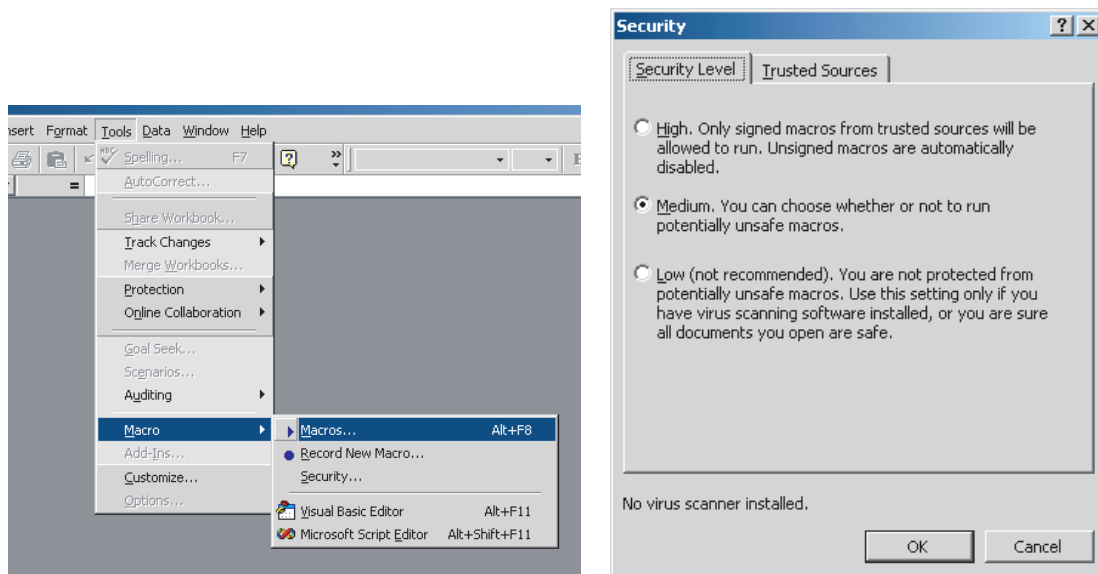 nsert Format Tools Data Window Help
Spelling... F7
AutoCorrect...
Share Workbook...
Track Changes
Merge Workbooks...
Protection
Online Collaboration
Goal Seek...
Scenarios...
Auditing
Macro
Add-Ins...
Customize...
Options...
Macros... Alt+F8
Record New Macro...
Security...
Visual Basic Editor Alt+F11
Microsoft Script Editor Alt+Shift+F11
Security
Security Level Trusted Sources
High. Only signed macros from trusted sources will be
allowed to run. Unsigned macros are automatically
disabled.
Medium. You can choose whether or not to run
potentially unsafe macros.
Low (not recommended). You are not protected from
potentially unsafe macros. Use this setting only if you
have virus scanning software installed, or you are sure
all documents you open are safe.
No virus scanner installed.
OK Cancel